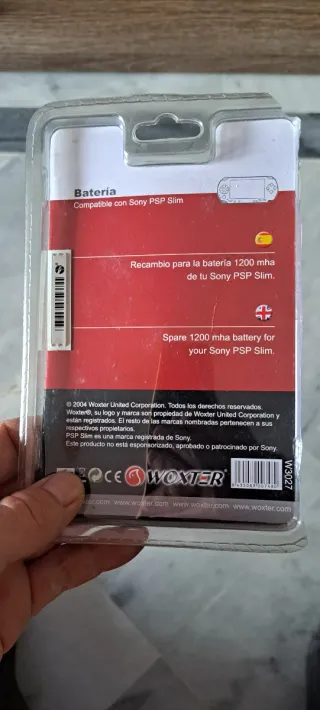 Batería
Compatible con Sony PSP Slim
Recambio para la batería 1200 mha
de tu Sony PSP Slim.
Spare 1200 mha battery for
your Sony PSP Slim.
© 2004 Woxter United Corporation. Todos los derechos reservados.
Woxter®, su logo y marca son propiedad de Woxter United Corporation y
están registrados. El resto de las marcas nombradas pertenecen a sus
respectivos propietarios.
PSP Slim es una marca registrada de Sony.
Este producto no está esponsorizado, aprobado o patrocinado por Sony.
CE WOXTER
W3027
www.woxter.com www.woxter.com www.woxter.com